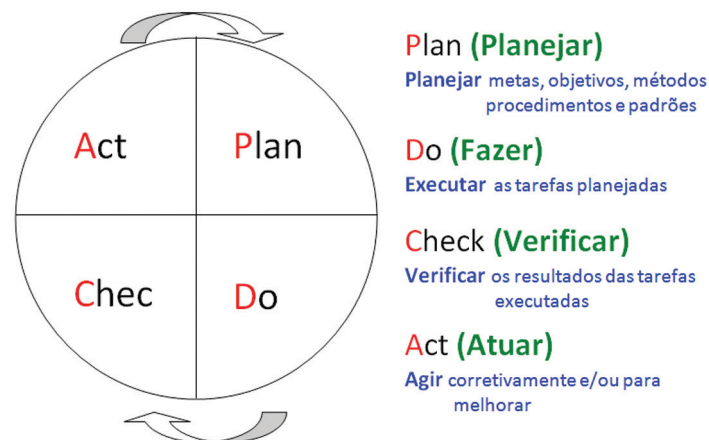 Act
Plan
Chec
Do
Plan (Planejar)
Planejar metas, objetivos, métodos
procedimentos e padrões
Do (Fazer)
Executar as tarefas planejadas
Check (Verificar)
Verificar os resultados das tarefas
executadas
Act (Atuar)
Agir corretivamente e/ou para
melhorar